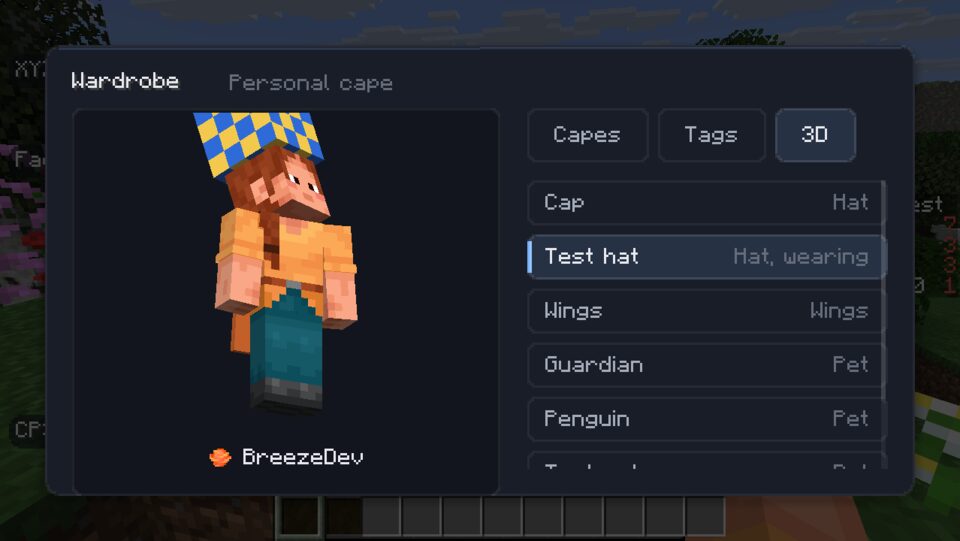 Wardrobe
Personal cape
Capes
Tags
3D
Cap
Hat
Test hat
Hat, wearing
Wings
Wings
Guardian
Pet
Penguin
Pet
BreezeDev